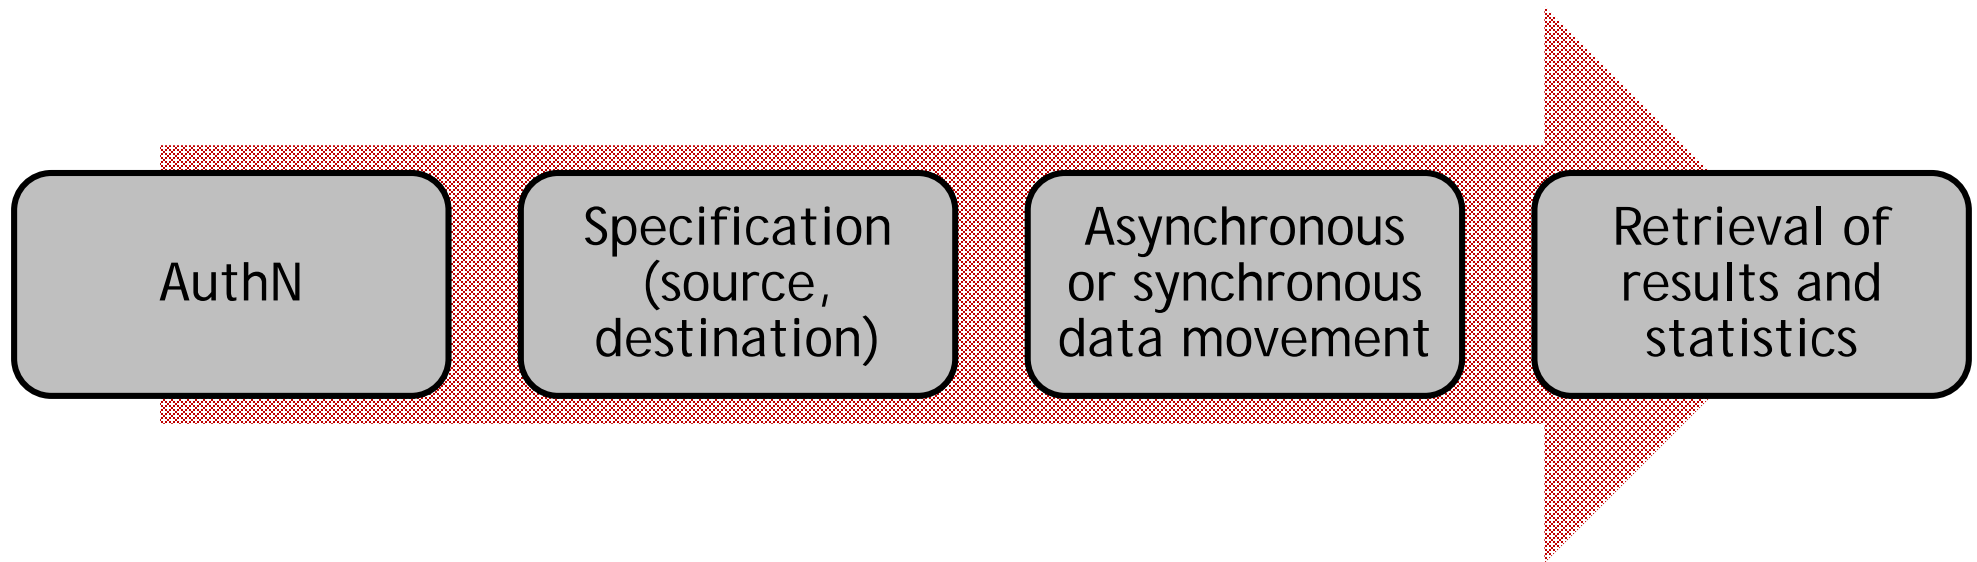 AuthN
Specification
(source,
destination)
Asynchronous
or synchronous
data movement
Retrieval of
results and
statistics